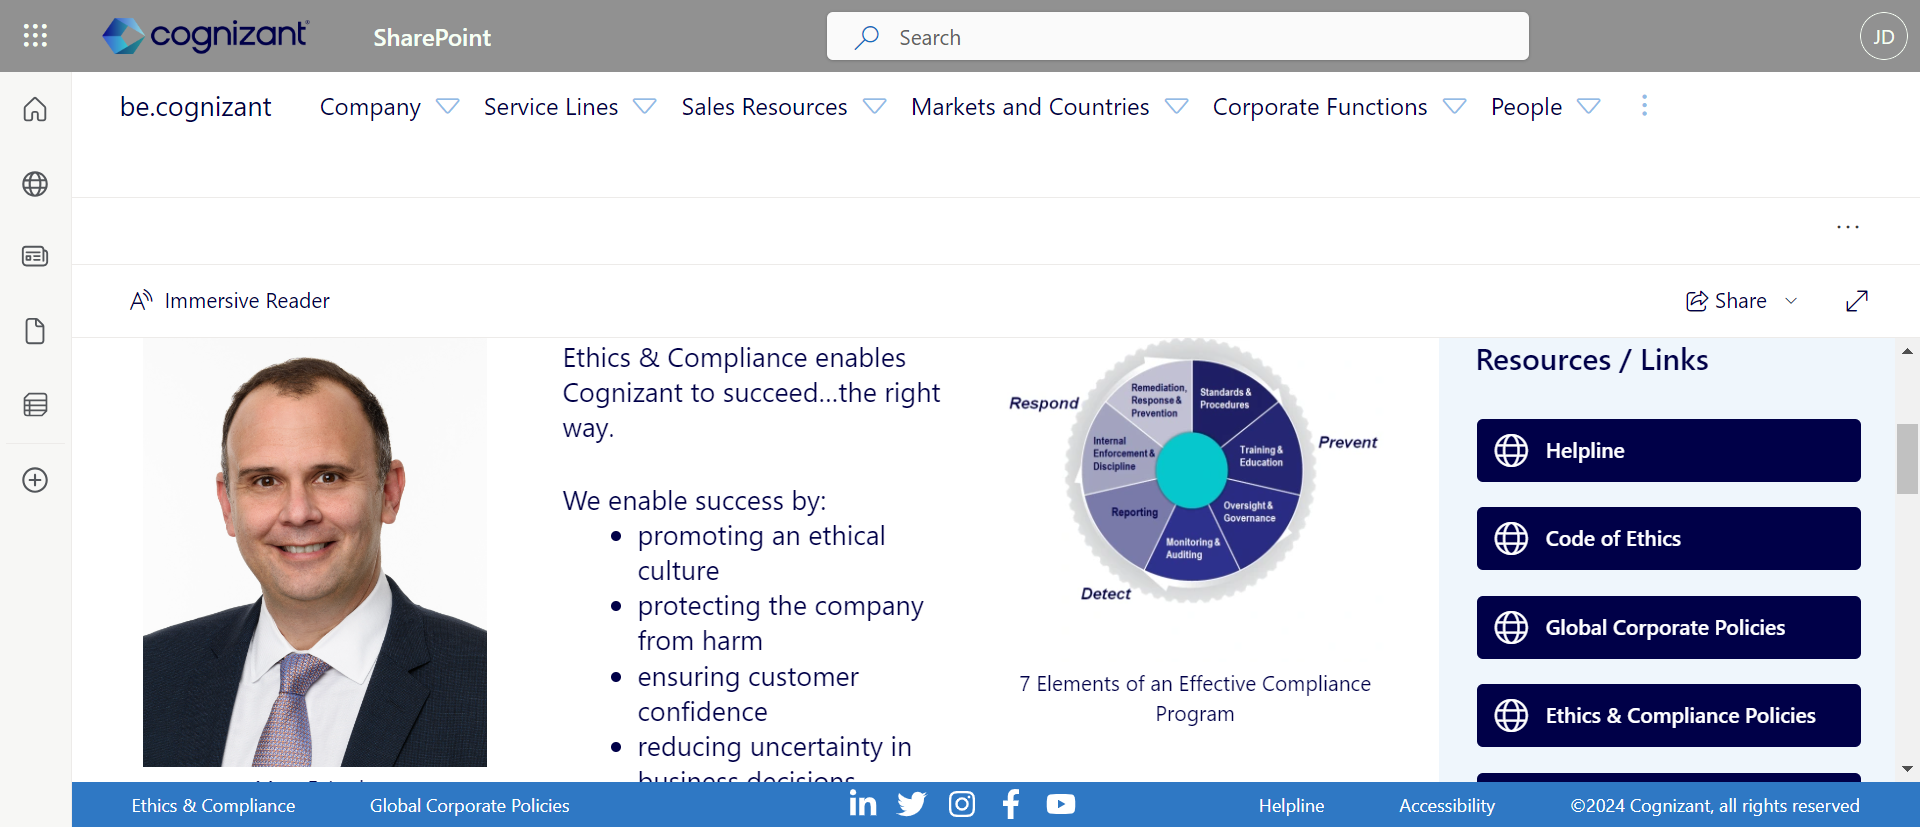 cognizant
SharePoint
Search
JD
be.cognizant
Company
Service Lines
Sales Resources
Markets and Countries
Corporate Functions
People
Immersive Reader
Share
Ethics & Compliance enables
Cognizant to succeed...the right
way.
We enable success by:
• promoting an ethical
culture
• protecting the company
from harm
• ensuring customer
confidence
• reducing uncertainty in
business decisions
Respond
Prevent
Detect
Remediation,
Response &
Prevention
Standards &
Procedures
Internal
Enforcement &
Discipline
Training &
Education
Reporting
Oversight &
Governance
Monitoring &
Auditing
7 Elements of an Effective Compliance
Program
Resources / Links
Helpline
Code of Ethics
Global Corporate Policies
Ethics & Compliance Policies
Ethics & Compliance
Global Corporate Policies
Helpline
Accessibility
©2024 Cognizant, all rights reserved